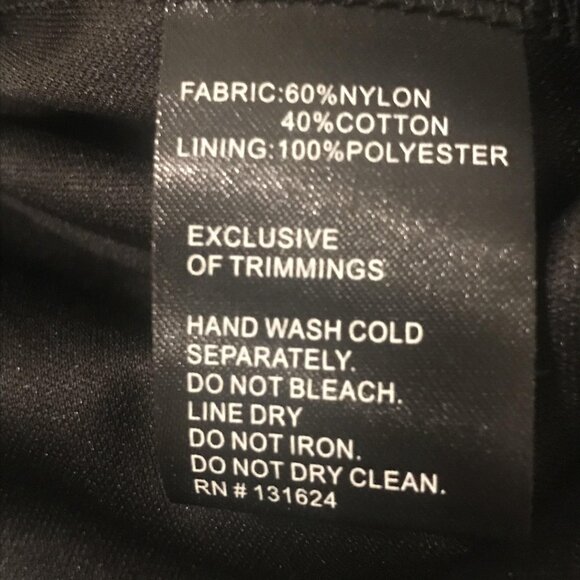 FABRIC:60%NYLON
40%COTTON
LINING:100%POLYESTER
EXCLUSIVE
OF TRIMMINGS
HAND WASH COLD
SEPARATELY.
DO NOT BLEACH.
LINE DRY
DO NOT IRON.
DO NOT DRY CLEAN.
RN # 131624